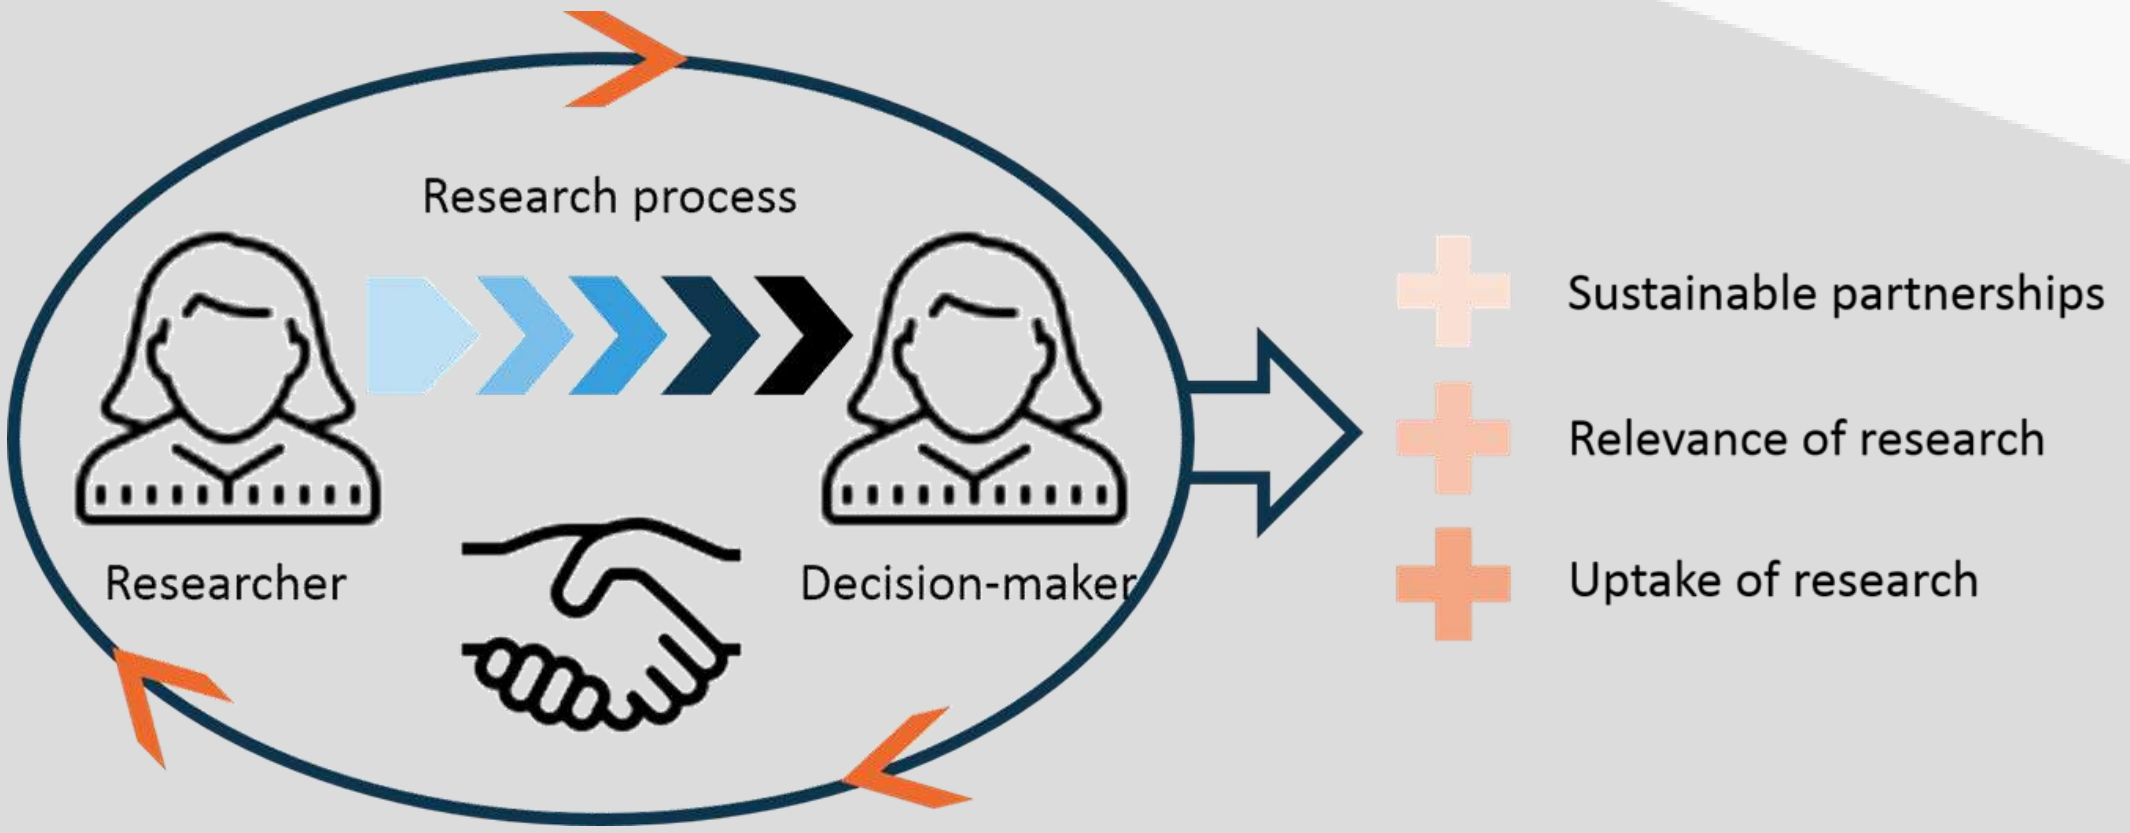 Research process
Researcher
Decision-maker
Sustainable partnerships
Relevance of research
Uptake of research